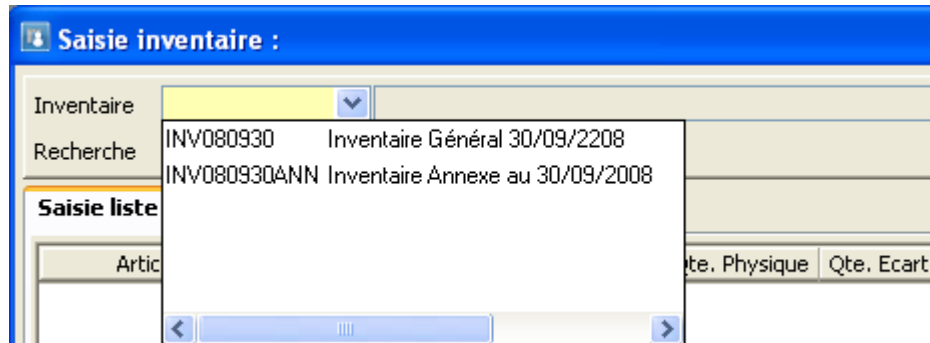 Saisie inventaire :
Inventaire
INV080930 Inventaire Général 30/09/2208
Recherche
INV080930ANN Inventaire Annexe au 30/09/2008
Saisie liste
Artic
te. Physique Qte. Ecart